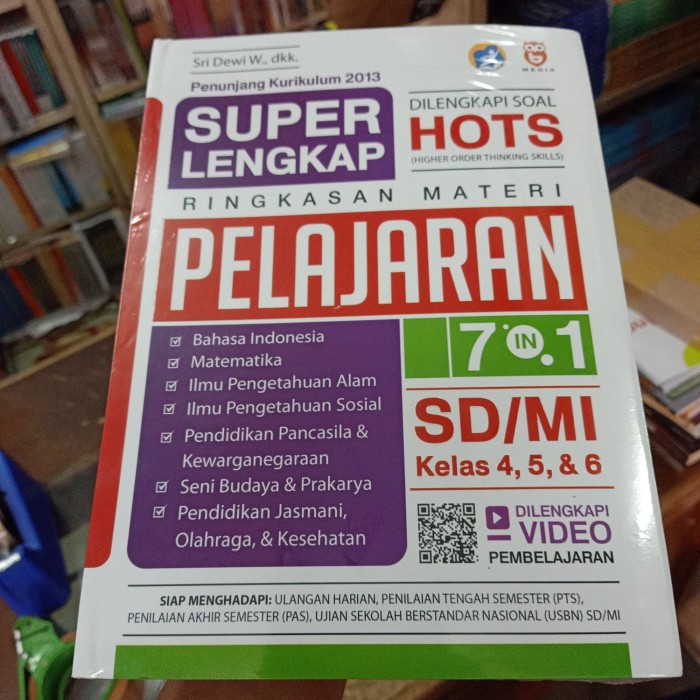 Sri Dewi W., dkk.
MEDIA
Penunjang Kurikulum 2013
SUPER
LENGKAP
DILENGKAPI SOAL
HOTS
(HIGHER ORDER THINKING SKILLS)
RINGKASAN MATERI
PELAJARAN
7 IN 1
Bahasa Indonesia
Matematika
Ilmu Pengetahuan Alam
Ilmu Pengetahuan Sosial
Pendidikan Pancasila &
Kewarganegaraan
Seni Budaya & Prakarya
Pendidikan Jasmani,
Olahraga, & Kesehatan
SD/MI
Kelas 4, 5, & 6
DILENGKAPI
VIDEO
PEMBELAJARAN
SIAP MENGHADAPI: ULANGAN HARIAN, PENILAIAN TENGAH SEMESTER (PTS),
PENILAIAN AKHIR SEMESTER (PAS), UJIAN SEKOLAH BERSTANDAR NASIONAL (USBN) SD/MI